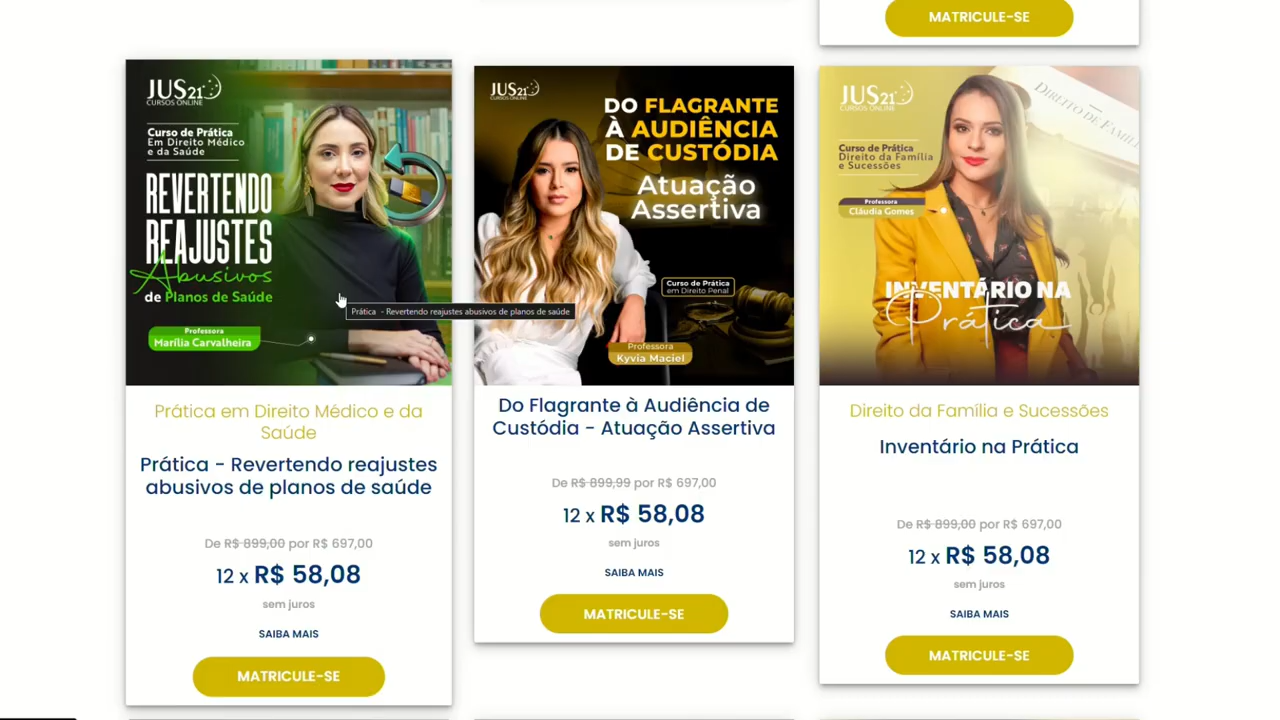 MATRICULE-SE
JUS21
CURSOS ONLINE
Curso de Prática
Em Direito Médico
e da Saúde
REVERTENDO
REAJUSTES
Abusivos
de Planos de Saúde
Professora
Marília Carvalheira
Prática - Revertendo reajustes abusivos de planos de saúde
Prática em Direito Médico e da
Saúde
Prática - Revertendo reajustes
abusivos de planos de saúde
De R$ 899,00 por R$ 697,00
12 x R$ 58,08
sem juros
SAIBA MAIS
MATRICULE-SE
JUS21
CURSOS ONLINE
DO FLAGRANTE
À AUDIÊNCIA
DE CUSTÓDIA
Atuação
Assertiva
Curso de Prática
em Direito Penal
Professora
Kyvia Maciel
Do Flagrante à Audiência de
Custódia - Atuação Assertiva
De R$ 899,99 por R$ 697,00
12 x R$ 58,08
sem juros
SAIBA MAIS
MATRICULE-SE
JUS21
CURSOS ONLINE
DIREITO DE FAMÍL
Curso de Prática
Direito da Família
e Sucessões
Professora
Cláudia Gomes
INVENTÁRIO NA
Prática
Direito da Família e Sucessões
Inventário na Prática
De R$ 899,00 por R$ 697,00
12 x R$ 58,08
sem juros
SAIBA MAIS
MATRICULE-SE